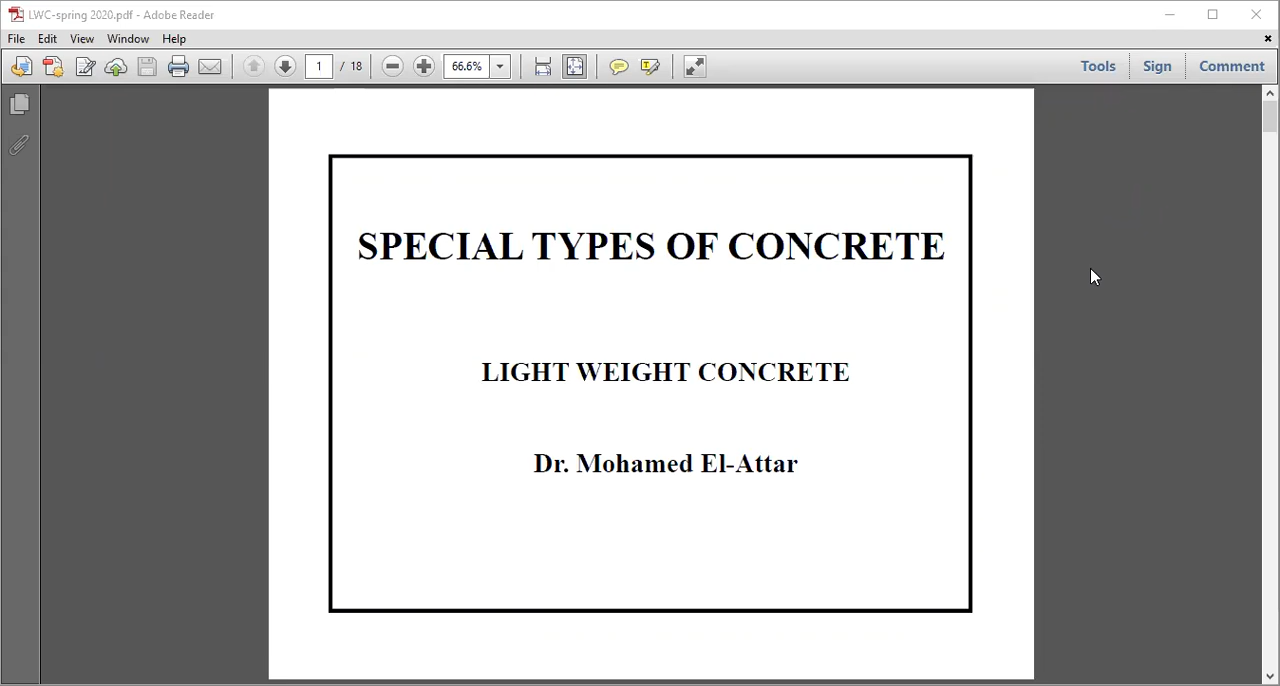 LWC-spring 2020.pdf - Adobe Reader
File Edit View Window Help
1 / 18 66.6% Tools Sign Comment
SPECIAL TYPES OF CONCRETE
LIGHT WEIGHT CONCRETE
Dr. Mohamed El-Attar